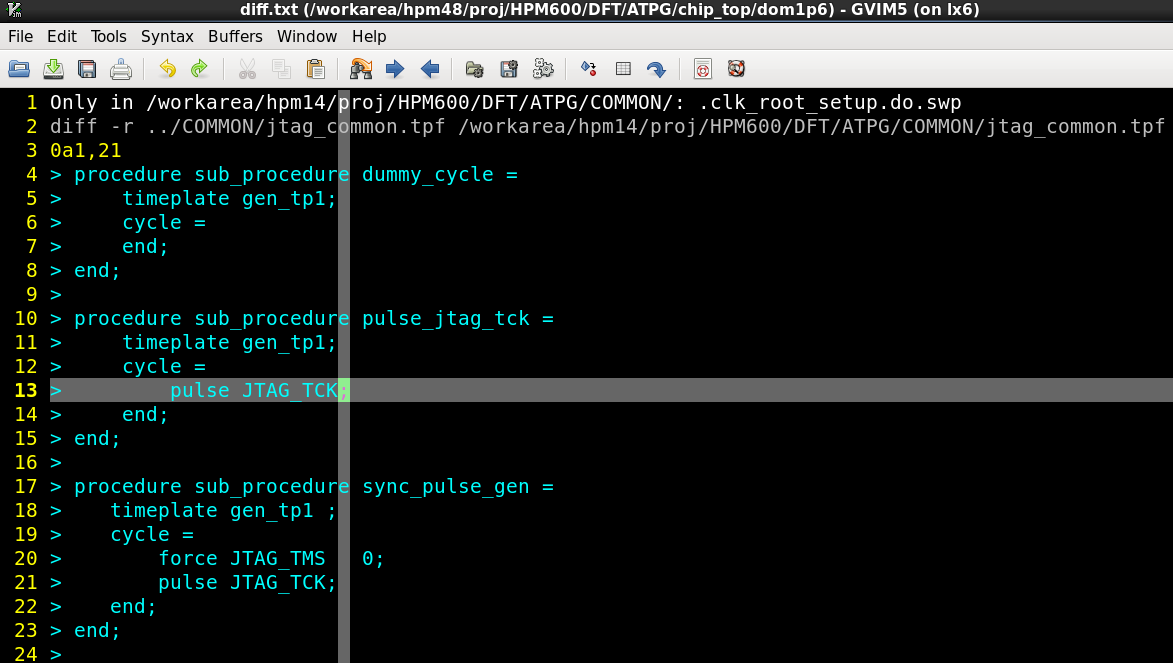 diff.txt (/workarea/hpm48/proj/HPM600/DFT/ATPG/chip_top/dom1p6) - GVIM5 (on lx6)
File Edit Tools Syntax Buffers Window Help
1 Only in /workarea/hpm14/proj/HPM600/DFT/ATPG/COMMON/: .clk_root_setup.do.swp
2 diff -r ../COMMON/jtag_common.tpf /workarea/hpm14/proj/HPM600/DFT/ATPG/COMMON/jtag_common.tpf
3 0a1,21
4 > procedure sub_procedure dummy_cycle =
5 >     timeplate gen_tp1;
6 >     cycle =
7 >     end;
8 > end;
9 >
10 > procedure sub_procedure pulse_jtag_tck =
11 >     timeplate gen_tp1;
12 >     cycle =
13 >         pulse JTAG_TCK;
14 >     end;
15 > end;
16 >
17 > procedure sub_procedure sync_pulse_gen =
18 >    timeplate gen_tp1 ;
19 >    cycle =
20 >        force JTAG_TMS   0;
21 >        pulse JTAG_TCK;
22 >    end;
23 > end;
24 >